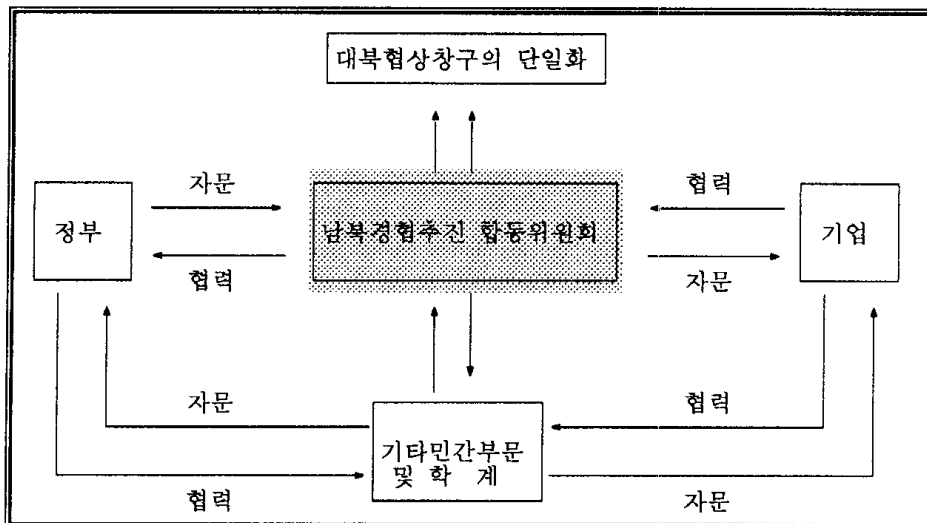 대북협상창구의 단일화
자문
협력
정부
남북경협추진 합동위원회
기업
협력
자문
자문
협력
기타민간부문
및 학 계
협력
자문